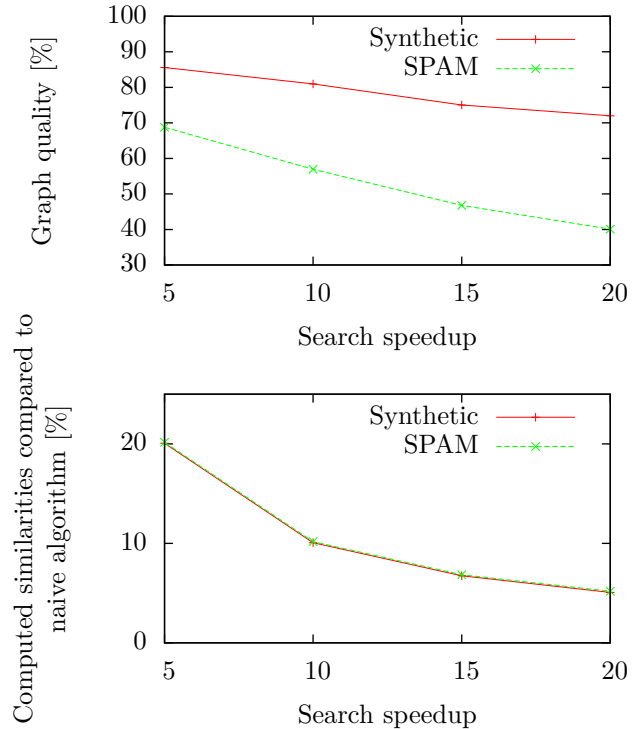 Graph quality [%]
100
90
80
70
60
50
40
30
Synthetic
SPAM
5 10 15 20
Search speedup
Computed similarities compared to
naive algorithm [%]
20
10
0
Synthetic
SPAM
5 10 15 20
Search speedup